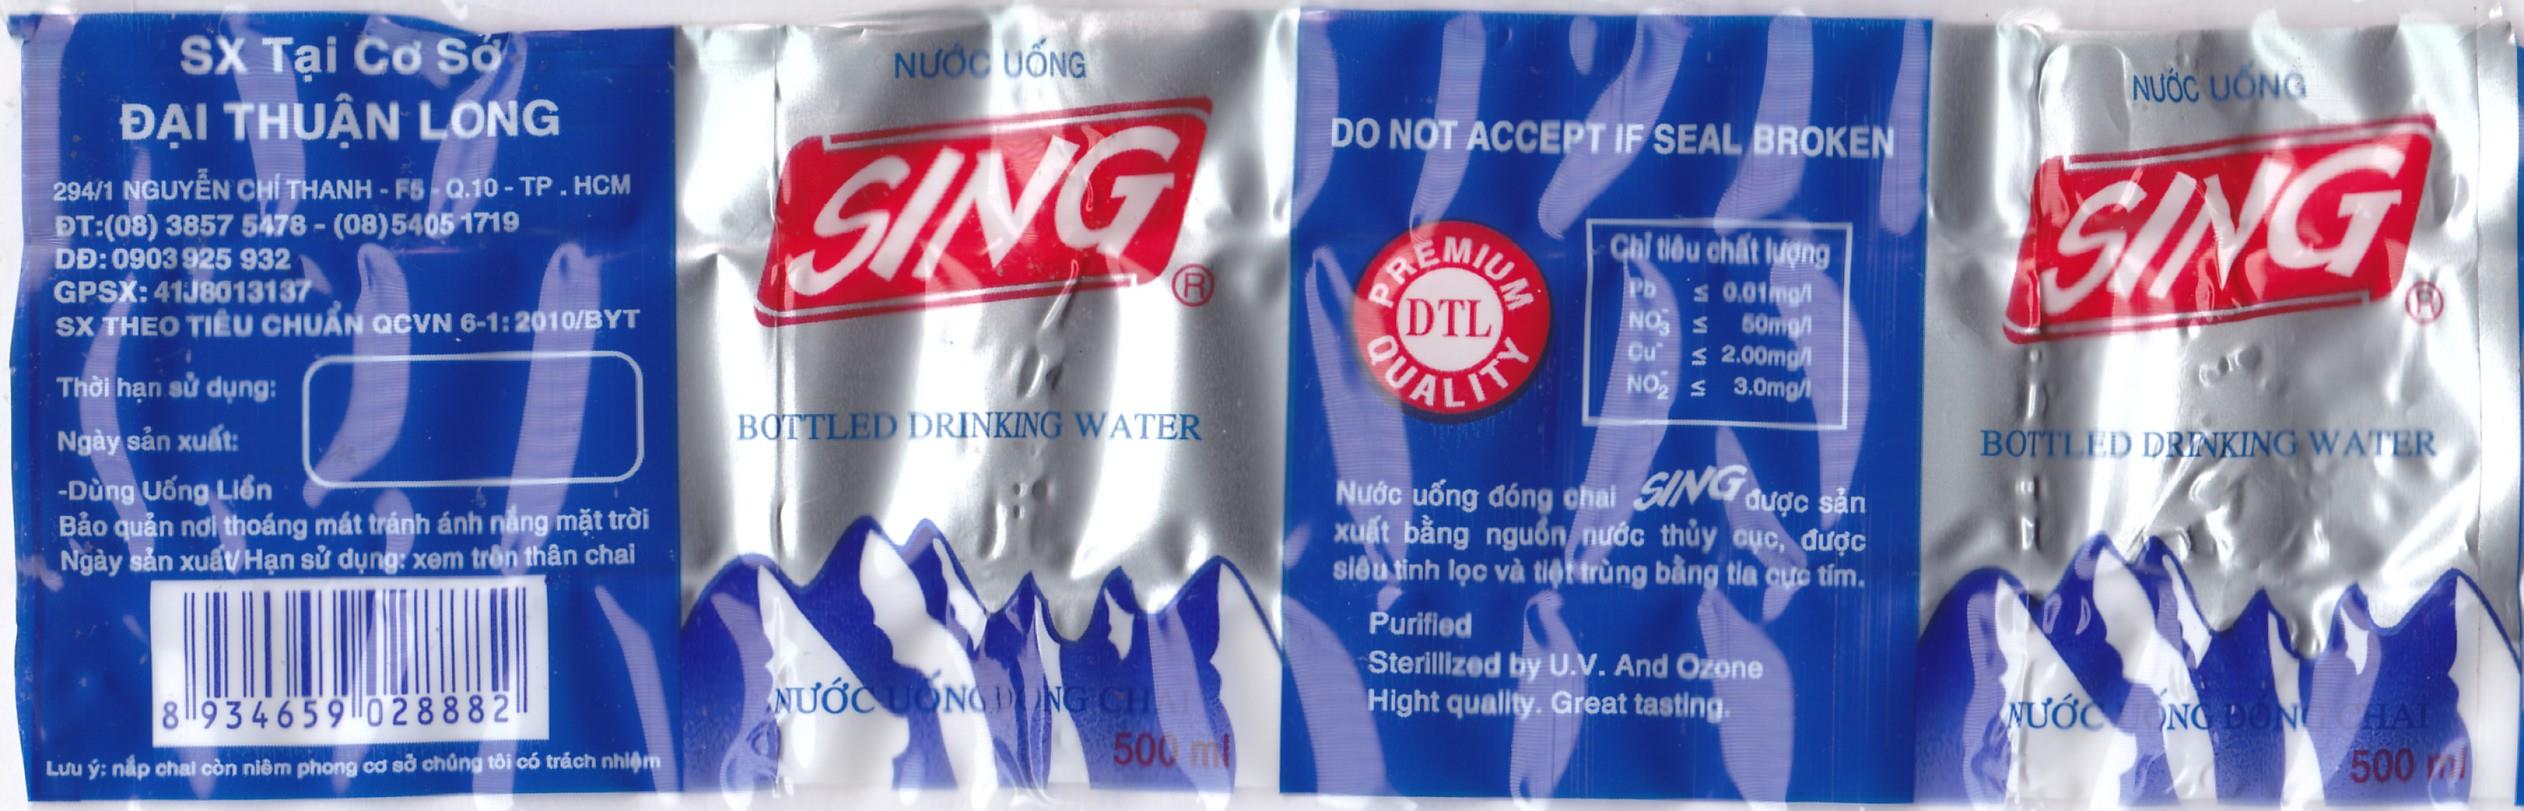 SX Tại Cơ Sở
ĐẠI THUẬN LONG
294/1 NGUYỄN CHÍ THANH - F5 - Q.10 - TP . HCM
ĐT:(08) 3857 5478 - (08)5405 1719
DĐ: 0903 925 932
GPSX: 41J8013137
SX THEO TIÊU CHUẨN QCVN 6-1: 2010/BYT
Thời hạn sử dụng:
Ngày sản xuất:
-Dùng Uống Liền
Bảo quản nơi thoáng mát tránh ánh nắng mặt trời
Ngày sản xuất/Hạn sử dụng: xem trên thân chai
8 934659 028882
Lưu ý: nắp chai còn niêm phong cơ sở chúng tôi có trách nhiệm
NƯỚC UỐNG
SING
®
BOTTLED DRINKING WATER
NƯỚC UỐNG ĐÓNG CHAI
500 ml
DO NOT ACCEPT IF SEAL BROKEN
PREMIUM
DTL
QUALITY
Chỉ tiêu chất lượng
Pb ≤ 0.01mg/l
NO₃⁻ ≤ 50mg/l
Cu⁻ ≤ 2.00mg/l
NO₂⁻ ≤ 3.0mg/l
Nước uống đóng chai SING được sản
xuất bằng nguồn nước thủy cục, được
siêu tinh lọc và tiệt trùng bằng tia cực tím.
Purified
Sterillized by U.V. And Ozone
Hight quality. Great tasting.
NƯỚC UỐNG
SING
®
BOTTLED DRINKING WATER
NƯỚC UỐNG ĐÓNG CHAI
500 ml